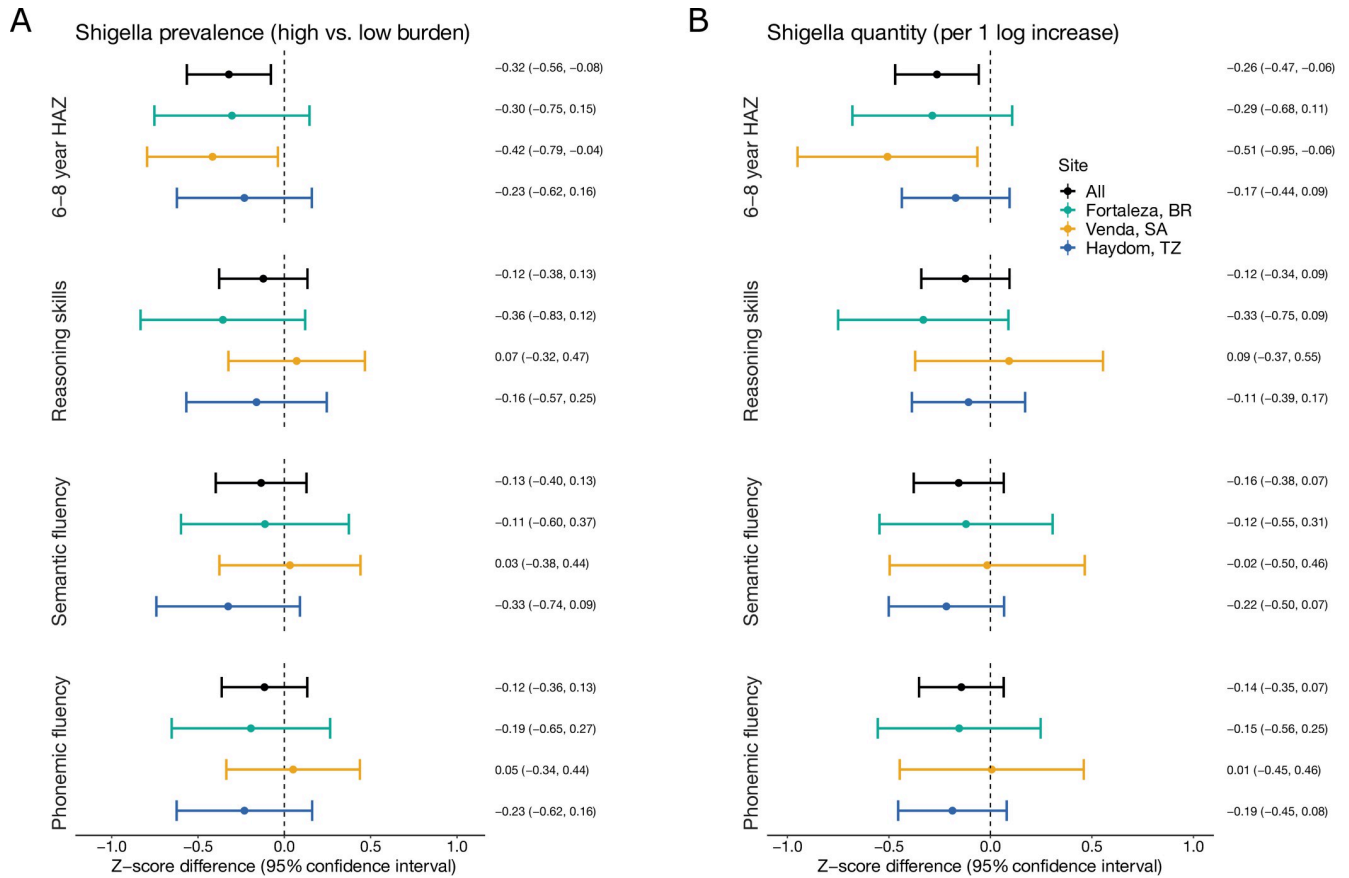 A
Shigella prevalence (high vs. low burden)
6−8 year HAZ
−0.32 (−0.56, −0.08)
−0.30 (−0.75, 0.15)
−0.42 (−0.79, −0.04)
−0.23 (−0.62, 0.16)
Reasoning skills
−0.12 (−0.38, 0.13)
−0.36 (−0.83, 0.12)
0.07 (−0.32, 0.47)
−0.16 (−0.57, 0.25)
Semantic fluency
−0.13 (−0.40, 0.13)
−0.11 (−0.60, 0.37)
0.03 (−0.38, 0.44)
−0.33 (−0.74, 0.09)
Phonemic fluency
−0.12 (−0.36, 0.13)
−0.19 (−0.65, 0.27)
0.05 (−0.34, 0.44)
−0.23 (−0.62, 0.16)
−1.0 −0.5 0.0 0.5 1.0
Z−score difference (95% confidence interval)
B
Shigella quantity (per 1 log increase)
6−8 year HAZ
−0.26 (−0.47, −0.06)
−0.29 (−0.68, 0.11)
−0.51 (−0.95, −0.06)
−0.17 (−0.44, 0.09)
Site
All
Fortaleza, BR
Venda, SA
Haydom, TZ
Reasoning skills
−0.12 (−0.34, 0.09)
−0.33 (−0.75, 0.09)
0.09 (−0.37, 0.55)
−0.11 (−0.39, 0.17)
Semantic fluency
−0.16 (−0.38, 0.07)
−0.12 (−0.55, 0.31)
−0.02 (−0.50, 0.46)
−0.22 (−0.50, 0.07)
Phonemic fluency
−0.14 (−0.35, 0.07)
−0.15 (−0.56, 0.25)
0.01 (−0.45, 0.46)
−0.19 (−0.45, 0.08)
−1.0 −0.5 0.0 0.5 1.0
Z−score difference (95% confidence interval)